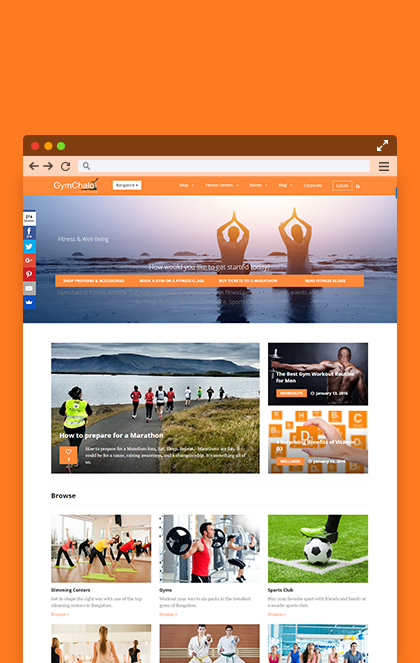 GymChalo!
Bangalore
Shop Fitness Centers Events Blog Corporate LOGIN
274
Shares
Fitness & Well-Being
How would you like to get started today?
SHOP PROTEINS & ACCESSORIES BOOK A GYM OR A FITNESS CLASS BUY TICKETS TO A MARATHON READ FITNESS BLOGS
The Best Gym Workout Routine
for Men
WORKOUTS January 13, 2016
How to prepare for a Marathon
How to prepare for a Marathon Run, Eat, Sleep, Repeat. Marathons are fun. It
could be for a cause, raising awareness, and a championship. It's something all of
us.
Benefits of Vitamin
WELLNESS January 13, 2016
Browse
Slimming Centers
Get in shape the right way with one of the top
slimming centers in Bangalore.
Browse »
Gyms
Workout your way to six packs in the trendiest
gyms of Bangalore.
Browse »
Sports Club
Play your favorite sport with friends and family at
a nearby sports club.
Browse »